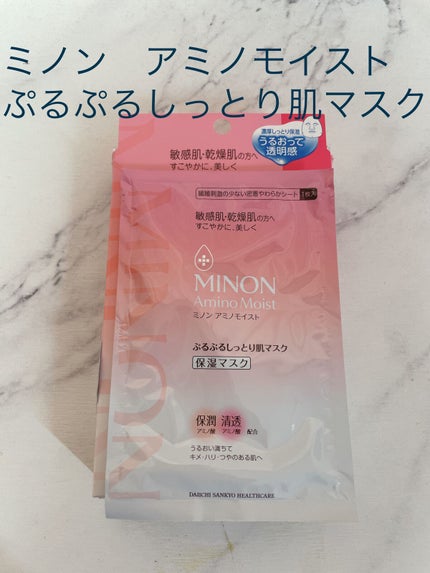 ミノン　アミノモイスト
ぷるぷるしっとり肌マスク
濃厚しっとり保湿
うるおって
透明感
敏感肌・乾燥肌の方へ
すこやかに、美しく
繊維刺激の少ない密着やわらかシート
敏感肌・乾燥肌の方へ
すこやかに、美しく
MINON
Amino Moist
ミノン アミノモイスト
ぷるぷるしっとり肌マスク
保湿マスク
保潤 清透
アミノ酸 アミノ酸 配合
うるおい満ちて
キメ・ハリ・つやのある肌へ
DAIICHI SANKYO HEALTHCARE
MINON